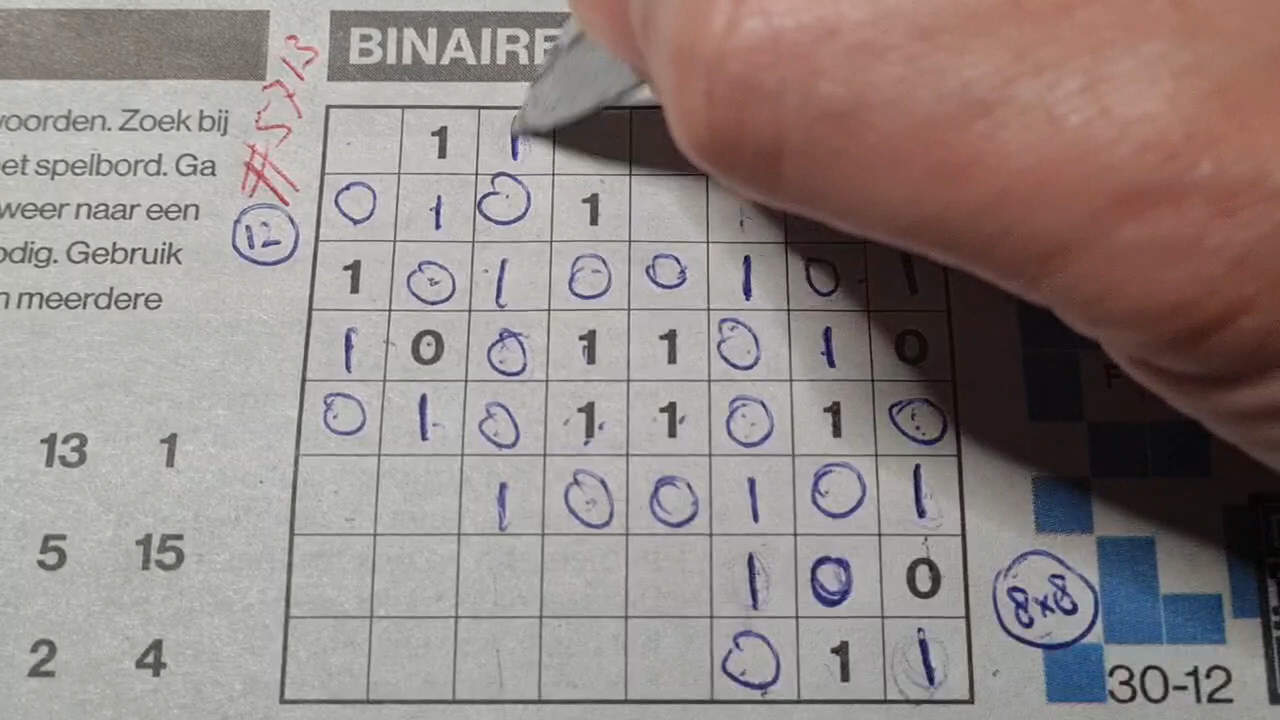 BINAIRE
#5713
voorden. Zoek bij
et spelbord. Ga
weer naar een
odig. Gebruik
n meerdere
12
1 1
0 1 0 1
1 0 1 0 0 1 0 1
1 0 0 1 1 0 1 0
0 1 0 1 1 0 1 0
1 0 0 1 0 1
1 0 0
0 1 1
13 1
5 15
2 4
8x8
30-12